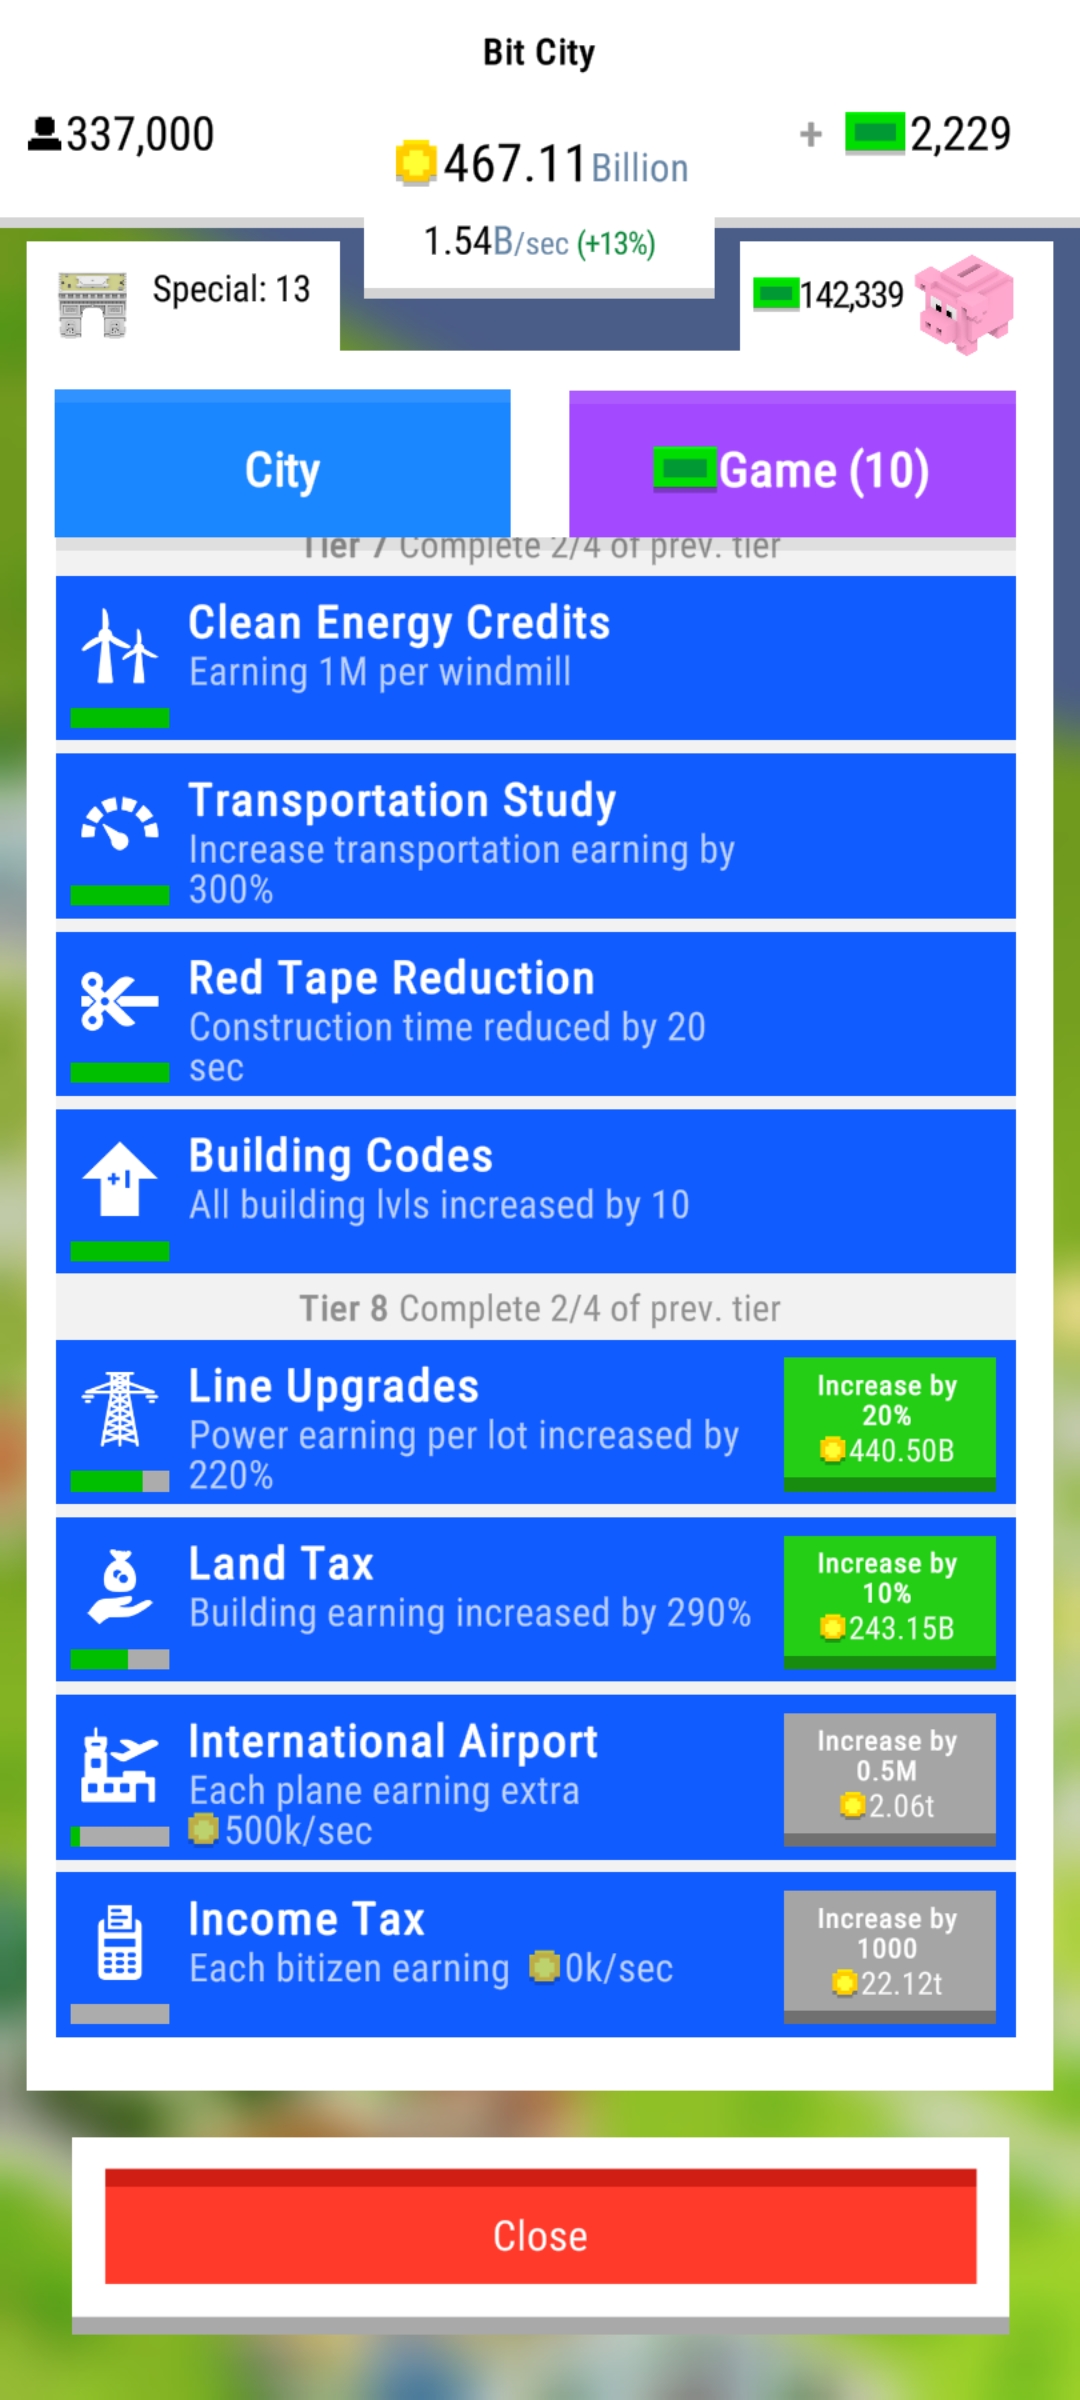 Bit City
337,000
467.11 Billion
+ 2,229
1.54B/sec (+13%)
Special: 13
142,339
City
Game (10)
Tier 7 Complete 2/4 of prev. tier
Clean Energy Credits
Earning 1M per windmill
Transportation Study
Increase transportation earning by
300%
Red Tape Reduction
Construction time reduced by 20
sec
+1
Building Codes
All building lvls increased by 10
Tier 8 Complete 2/4 of prev. tier
Line Upgrades
Power earning per lot increased by
220%
Increase by
20%
440.50B
Land Tax
Building earning increased by 290%
Increase by
10%
243.15B
International Airport
Each plane earning extra
500k/sec
Increase by
0.5M
2.06t
Income Tax
Each bitizen earning 0k/sec
Increase by
1000
22.12t
Close